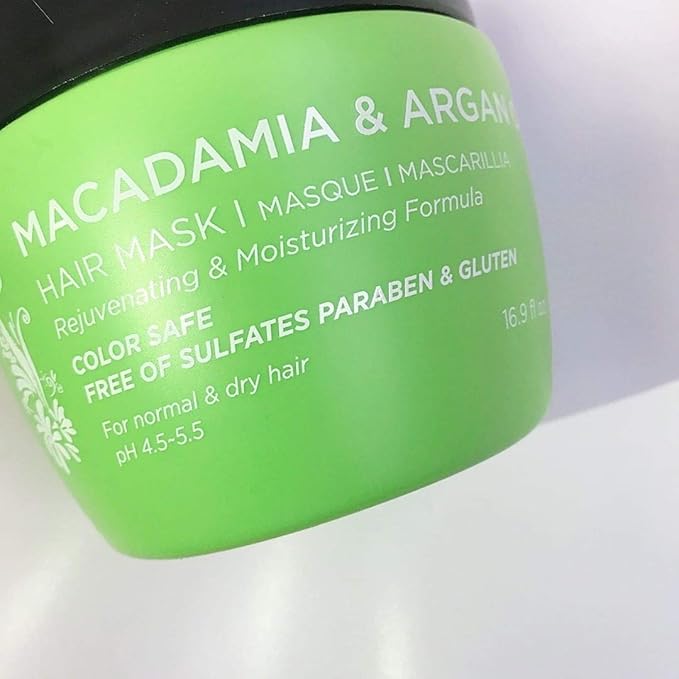 MACADAMIA & ARGAN
HAIR MASK I MASQUE I MASCARILLIA
Rejuvenating & Moisturizing Formula
COLOR SAFE
FREE OF SULFATES PARABEN & GLUTEN
16.9 fl oz
For normal & dry hair
pH 4.5~5.5